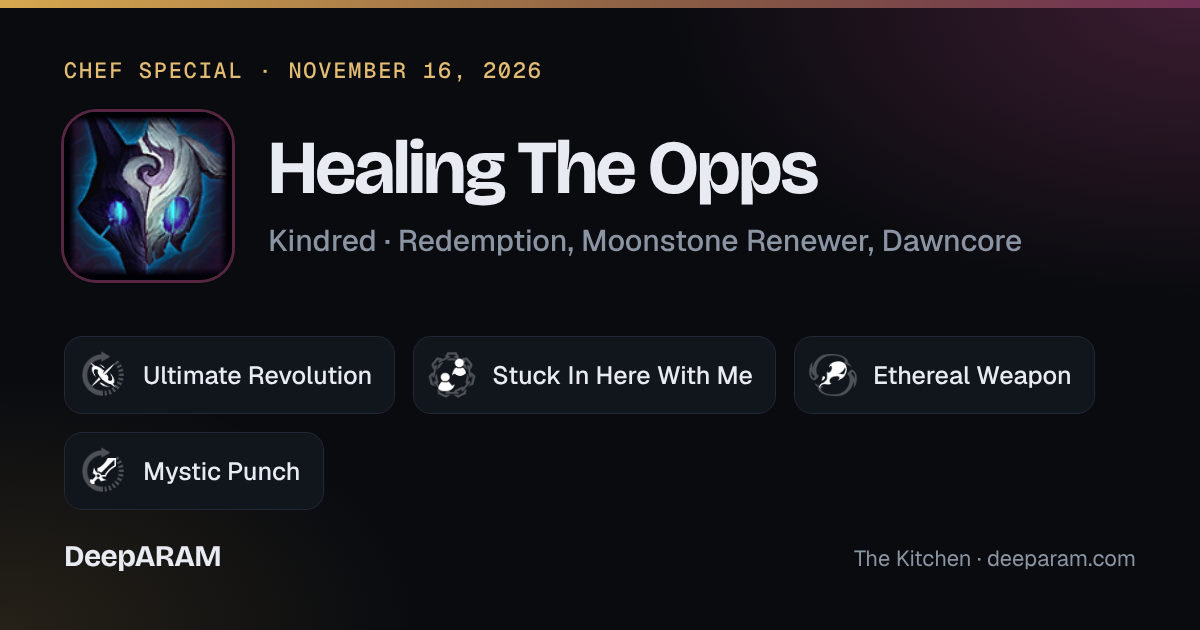 CHEF SPECIAL · NOVEMBER 16, 2026
Healing The Opps
Kindred · Redemption, Moonstone Renewer, Dawncore
Ultimate Revolution
Stuck In Here With Me
Ethereal Weapon
Mystic Punch
DeepARAM
The Kitchen · deeparam.com